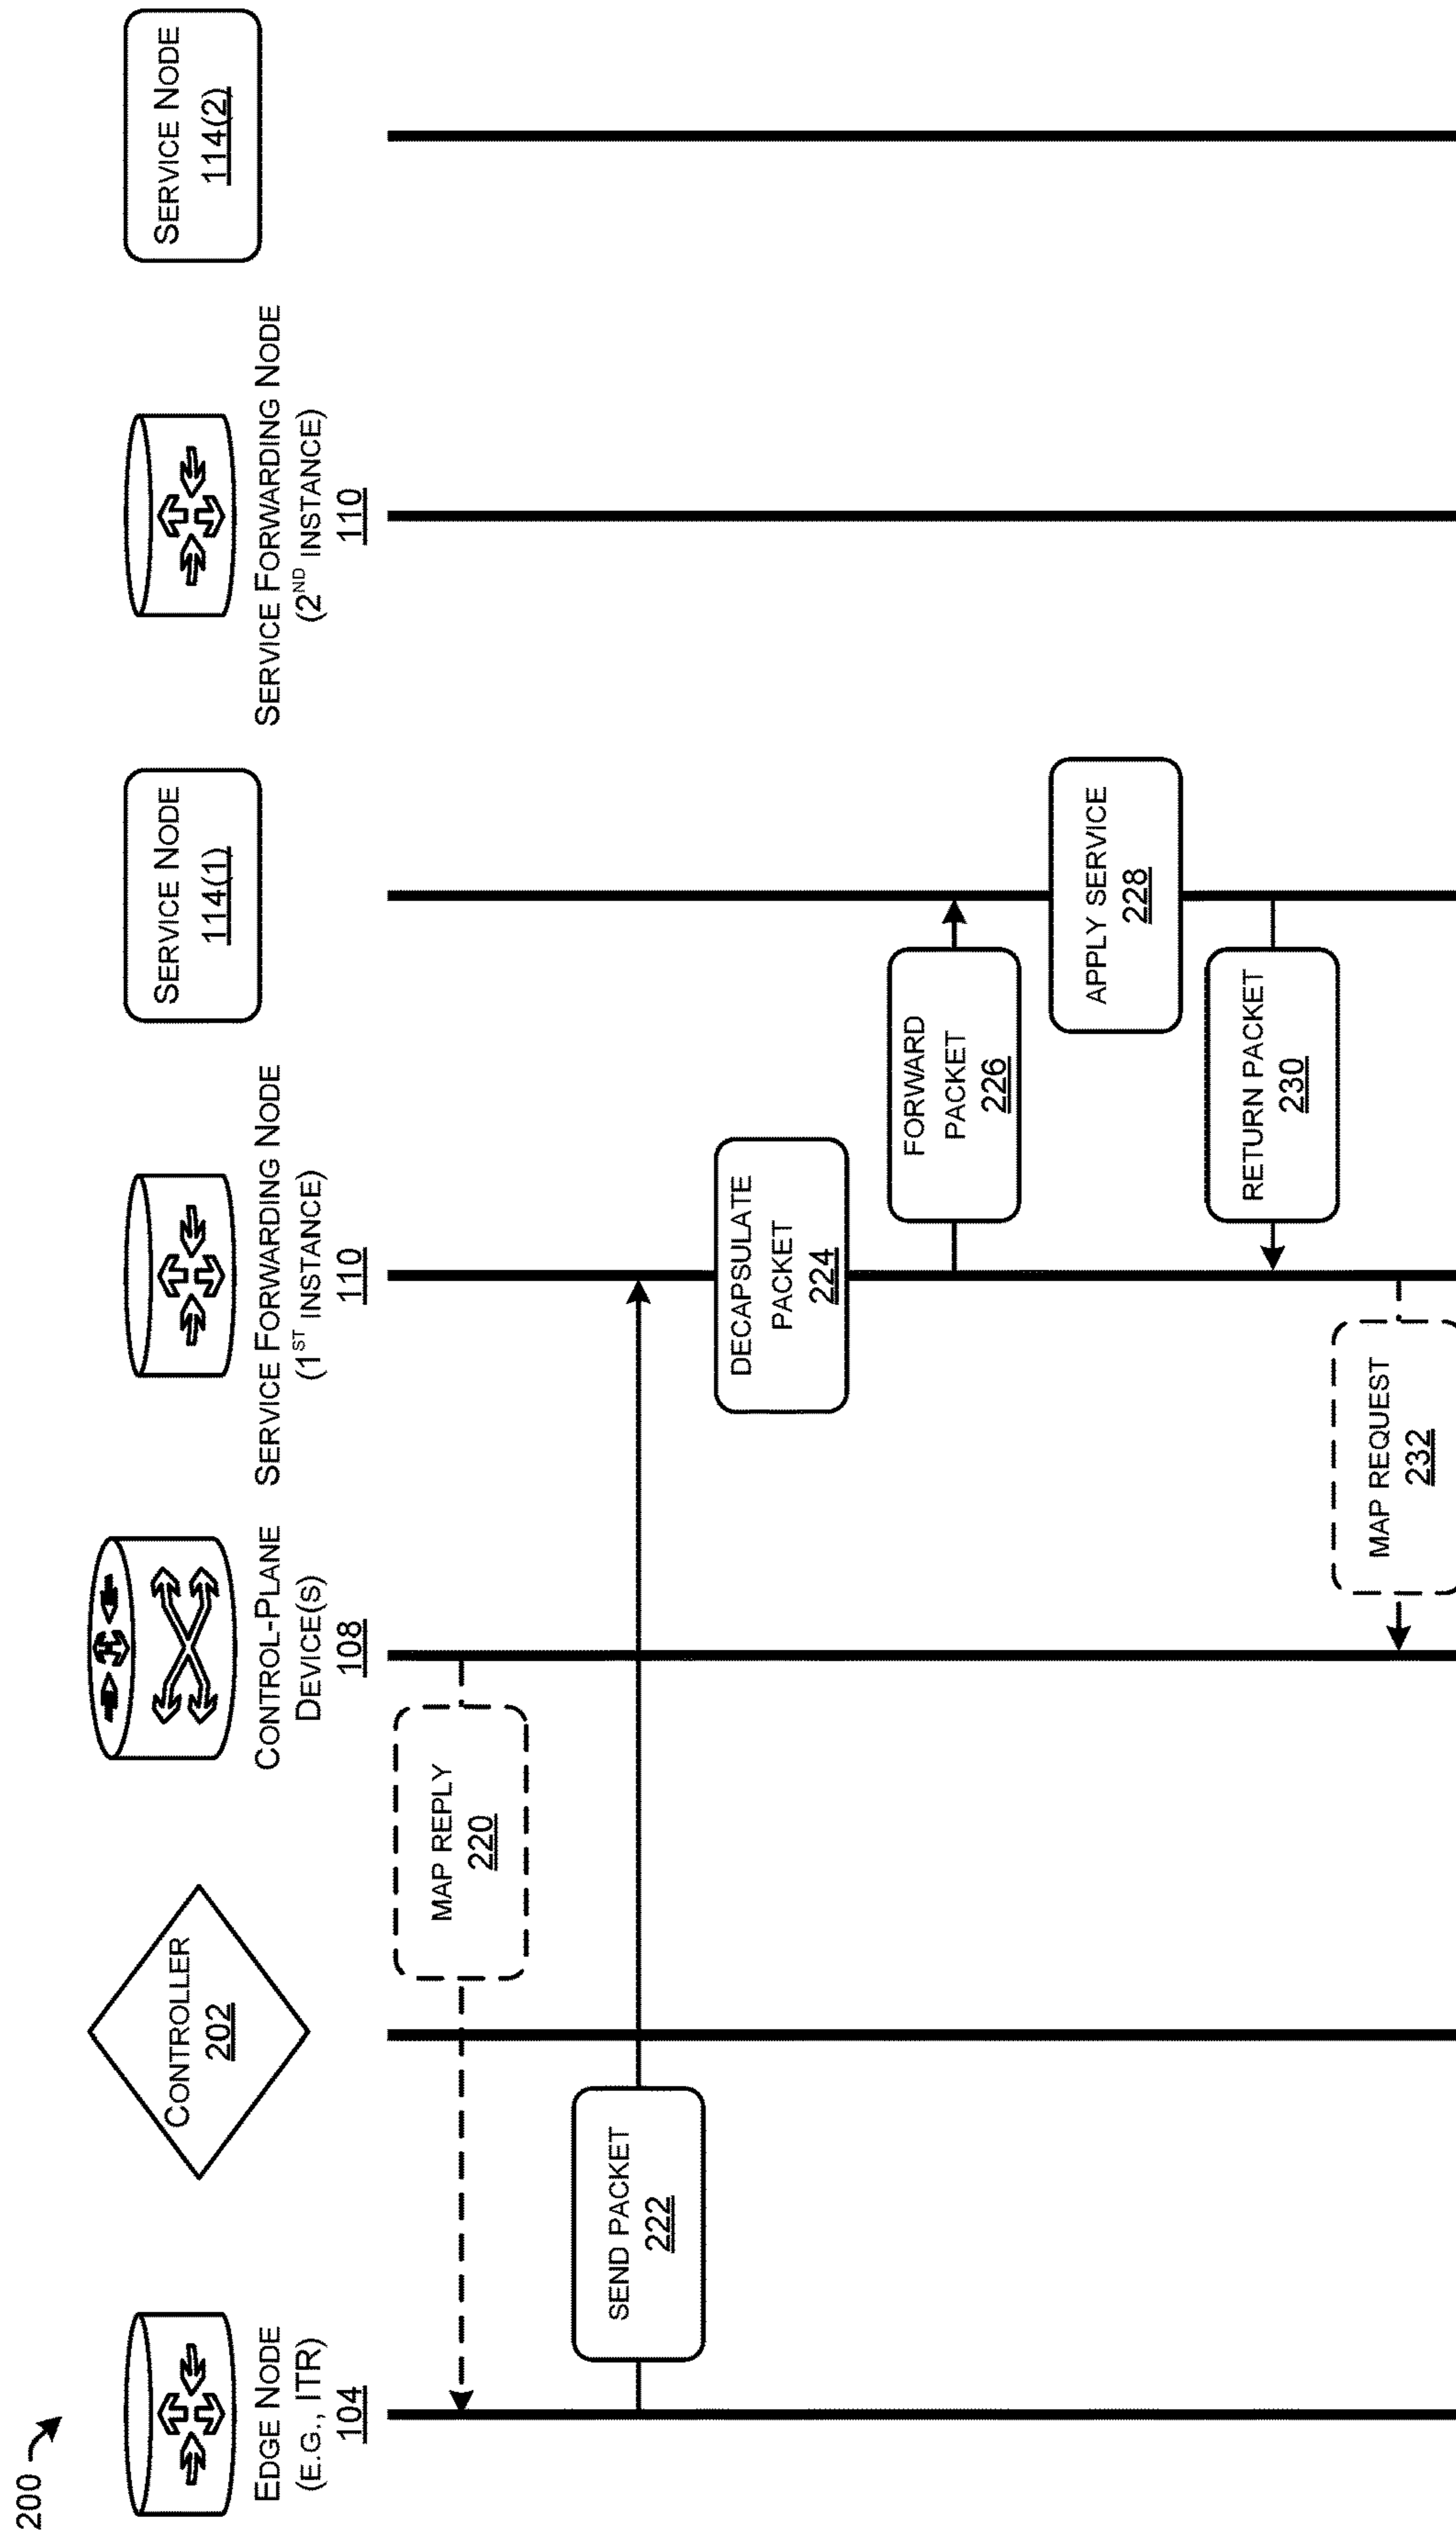 200
EDGE NODE
(E.G., ITR)
104
CONTROLLER
202
CONTROL-PLANE
DEVICE(S)
108
SERVICE FORWARDING NODE
(1ST INSTANCE)
110
SERVICE NODE
114(1)
SERVICE FORWARDING NODE
(2ND INSTANCE)
110
SERVICE NODE
114(2)
MAP REPLY
220
SEND PACKET
222
DECAPSULATE
PACKET
224
FORWARD
PACKET
226
APPLY SERVICE
228
RETURN PACKET
230
MAP REQUEST
232